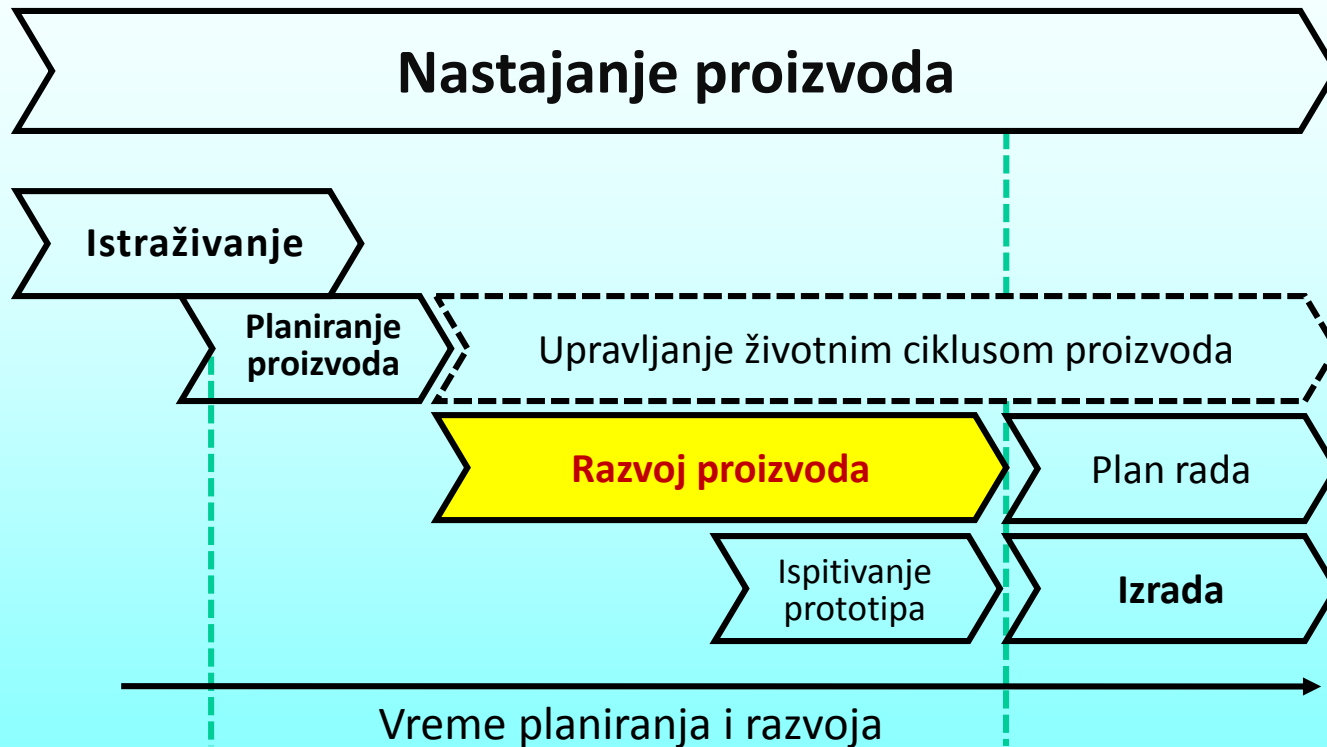 Nastajanje proizvoda
Istraživanje
Planiranje
proizvoda
Upravljanje životnim ciklusom proizvoda
Razvoj proizvoda
Plan rada
Ispitivanje
prototipa
Izrada
Vreme planiranja i razvoja